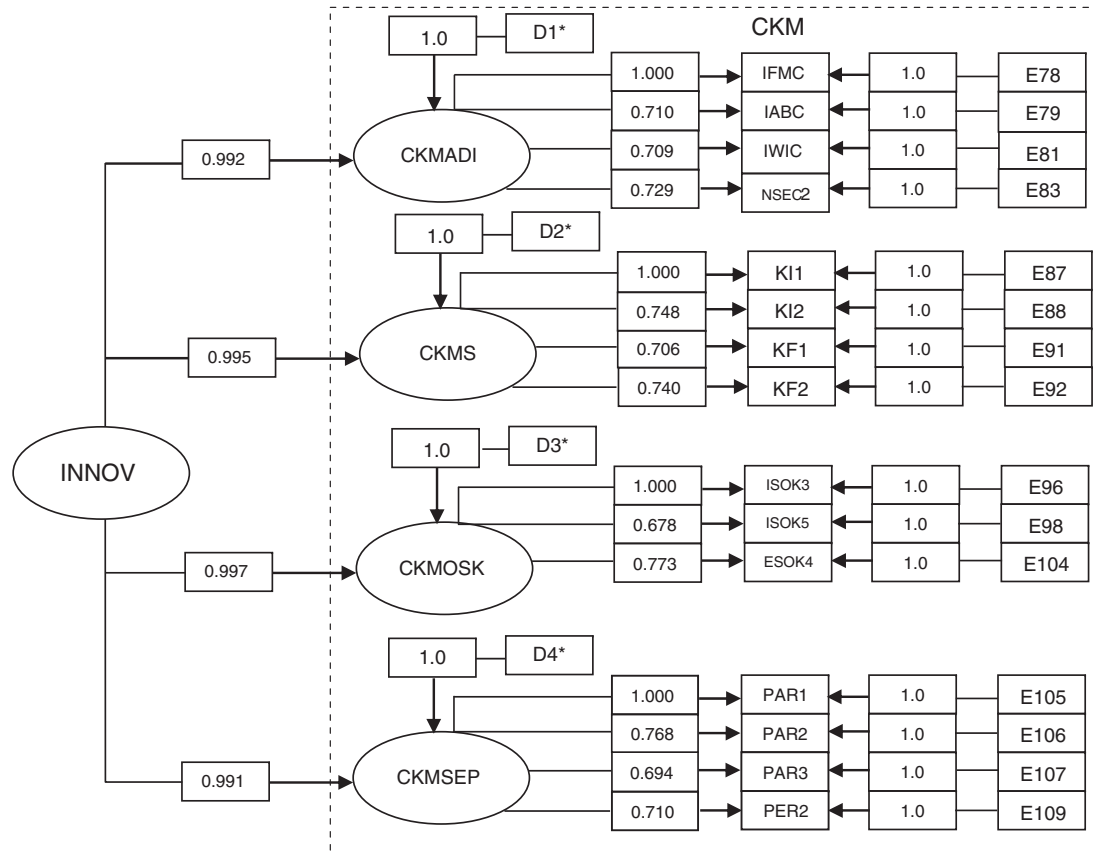 CKM
1.0 D1*
1.000 IFMC 1.0 E78
0.710 IABC 1.0 E79
0.992 CKMADI 0.709 IWIC 1.0 E81
0.729 NSEC2 1.0 E83
1.0 D2*
1.000 KI1 1.0 E87
0.748 KI2 1.0 E88
0.995 CKMS 0.706 KF1 1.0 E91
0.740 KF2 1.0 E92
INNOV
1.0 D3*
1.000 ISOK3 1.0 E96
0.678 ISOK5 1.0 E98
0.997 CKMOSK 0.773 ESOK4 1.0 E104
1.0 D4*
1.000 PAR1 1.0 E105
0.768 PAR2 1.0 E106
0.991 CKMSEP 0.694 PAR3 1.0 E107
0.710 PER2 1.0 E109